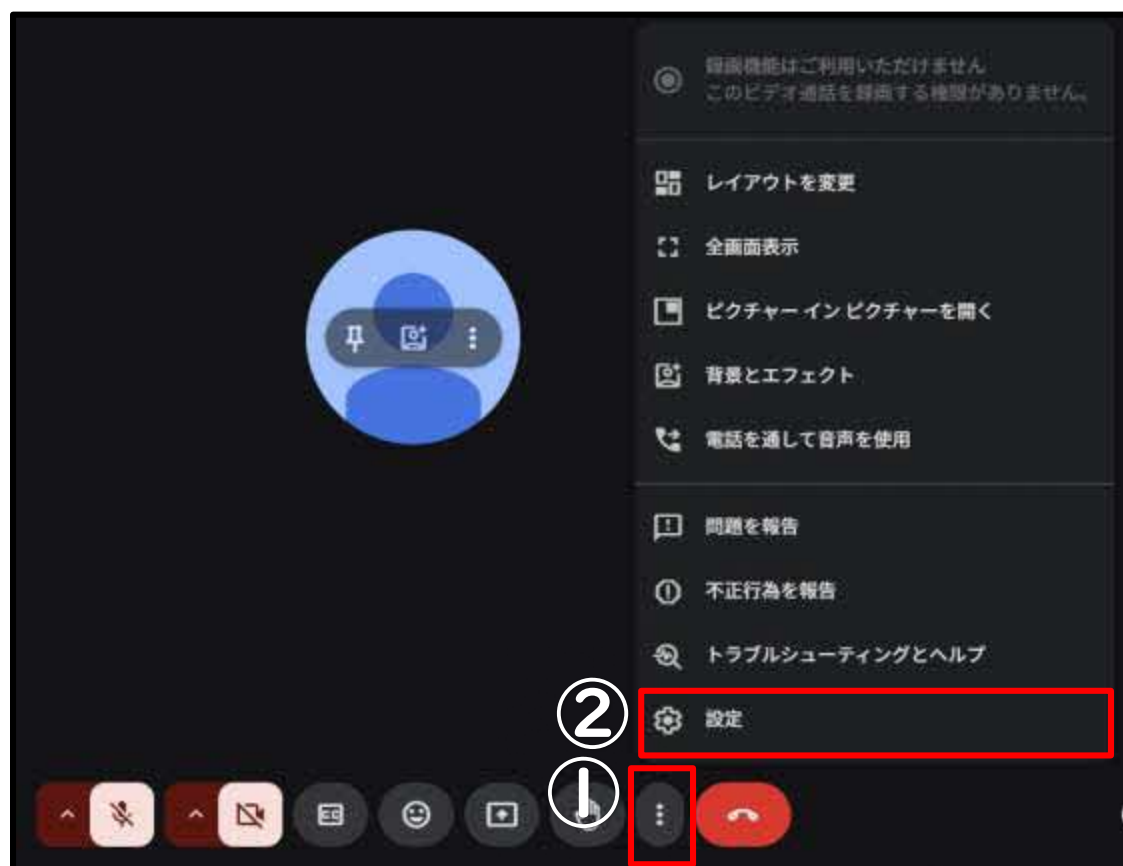 録画機能はご利用いただけません
このビデオ通話を録画する権限がありません。
レイアウトを変更
全画面表示
ピクチャー イン ピクチャーを開く
背景とエフェクト
電話を通して音声を使用
問題を報告
不正行為を報告
トラブルシューティングとヘルプ
② 設定
①